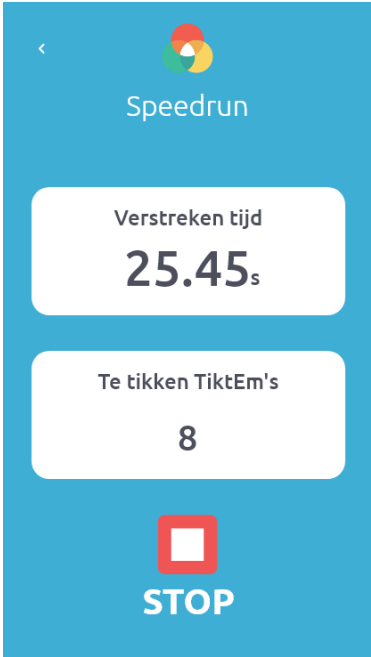 Speedrun
Verstreken tijd
25.45s
Te tikken TiktEm's
8
STOP